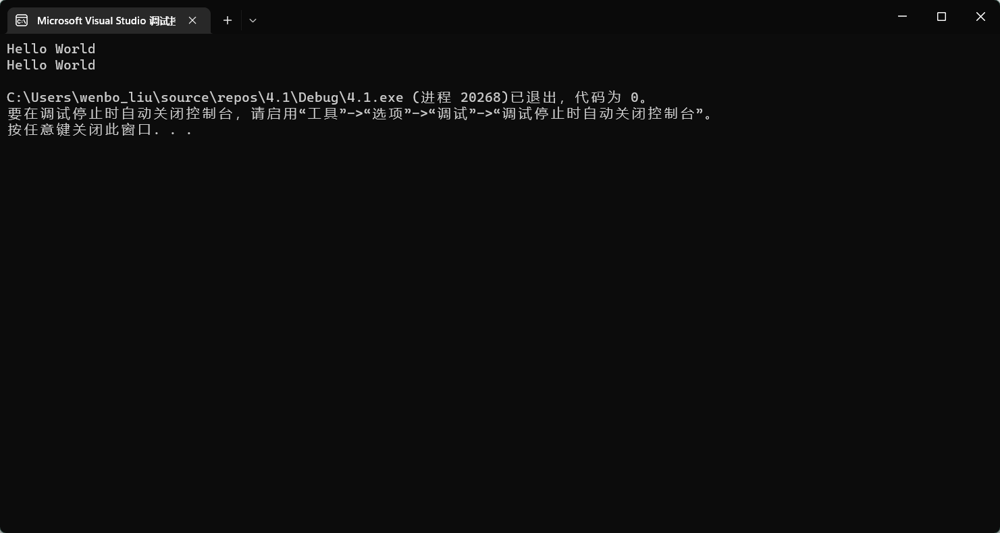 Microsoft Visual Studio 调试
Hello World
Hello World
C:\Users\wenbo_liu\source\repos\4.1\Debug\4.1.exe (进程 20268)已退出，代码为 0。
要在调试停止时自动关闭控制台，请启用“工具”->“选项”->“调试”->“调试停止时自动关闭控制台”。
按任意键关闭此窗口. . .